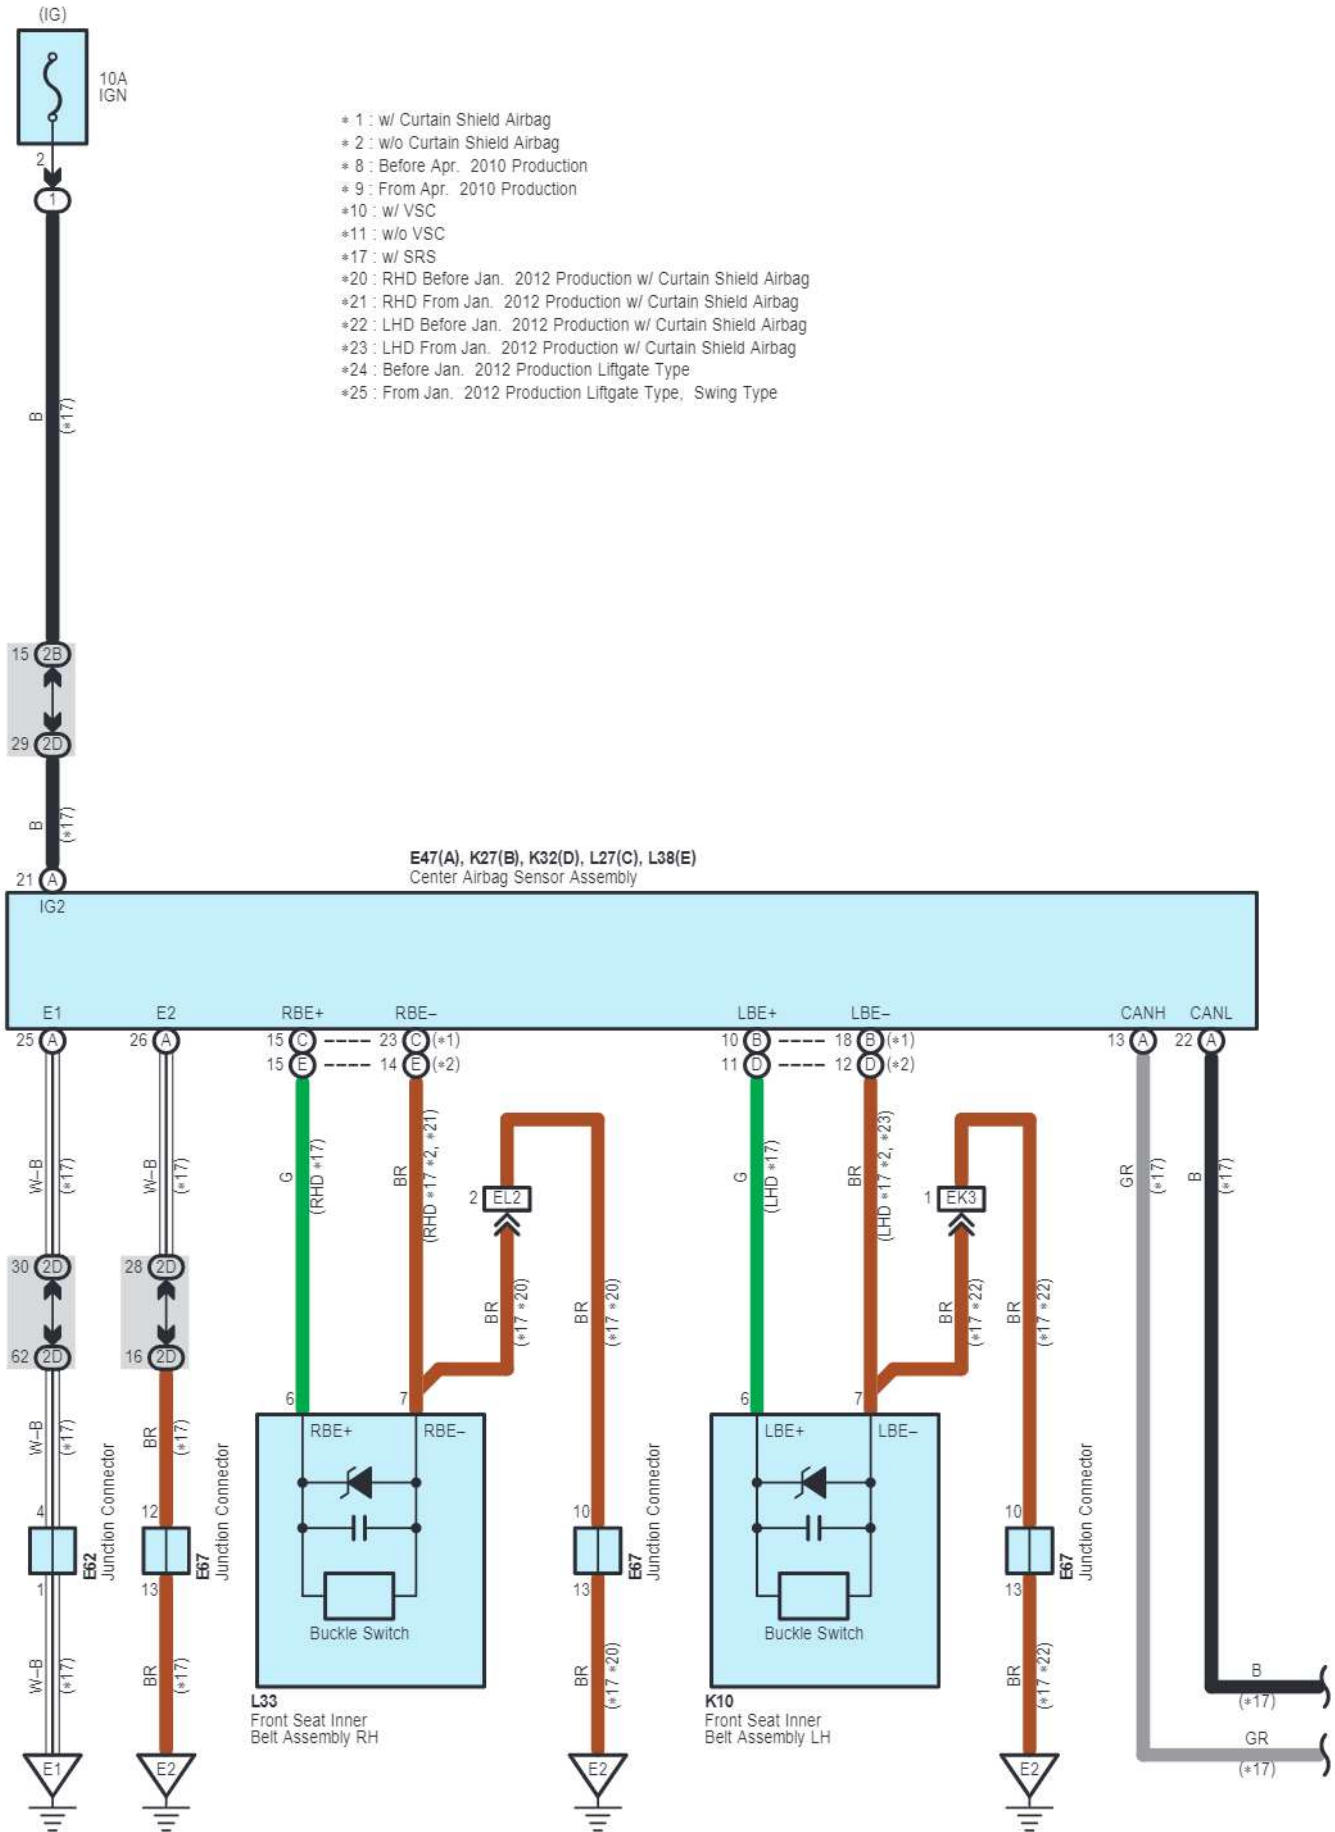 (IG)
10A
IGN
2
1
∗ 1 : w/ Curtain Shield Airbag
∗ 2 : w/o Curtain Shield Airbag
∗ 8 : Before Apr. 2010 Production
∗ 9 : From Apr. 2010 Production
∗10 : w/ VSC
∗11 : w/o VSC
∗17 : w/ SRS
∗20 : RHD Before Jan. 2012 Production w/ Curtain Shield Airbag
∗21 : RHD From Jan. 2012 Production w/ Curtain Shield Airbag
∗22 : LHD Before Jan. 2012 Production w/ Curtain Shield Airbag
∗23 : LHD From Jan. 2012 Production w/ Curtain Shield Airbag
∗24 : Before Jan. 2012 Production Liftgate Type
∗25 : From Jan. 2012 Production Liftgate Type, Swing Type
B
(∗17)
15 2B
29 2D
B
(∗17)
E47(A), K27(B), K32(D), L27(C), L38(E)
Center Airbag Sensor Assembly
21 A
IG2
E1 E2 RBE+ RBE– LBE+ LBE– CANH CANL
25 A 26 A 15 C 23 C (∗1) 10 B 18 B (∗1) 13 A 22 A
15 E 14 E (∗2) 11 D 12 D (∗2)
W–B
(∗17)
W–B
(∗17)
G
(RHD ∗17)
BR
(RHD ∗17 ∗2, ∗21)
2 EL2
G
(LHD ∗17)
BR
(LHD ∗17 ∗2, ∗23)
1 EK3
GR
(∗17)
B
(∗17)
30 2D 28 2D
62 2D 16 2D
BR
(∗17 ∗20)
BR
(∗17 ∗20)
BR
(∗17 ∗22)
BR
(∗17 ∗22)
6 7 6 7
W–B
(∗17)
BR
(∗17)
RBE+ RBE– LBE+ LBE–
4 12 10 10
E62
Junction Connector
E67
Junction Connector
E67
Junction Connector
E67
Junction Connector
1 13 13 13
Buckle Switch Buckle Switch
W–B
(∗17)
BR
(∗17)
BR
(∗17 ∗20)
BR
(∗17 ∗22)
L33
Front Seat Inner
Belt Assembly RH
K10
Front Seat Inner
Belt Assembly LH
B
(∗17)
GR
(∗17)
E1 E2 E2 E2